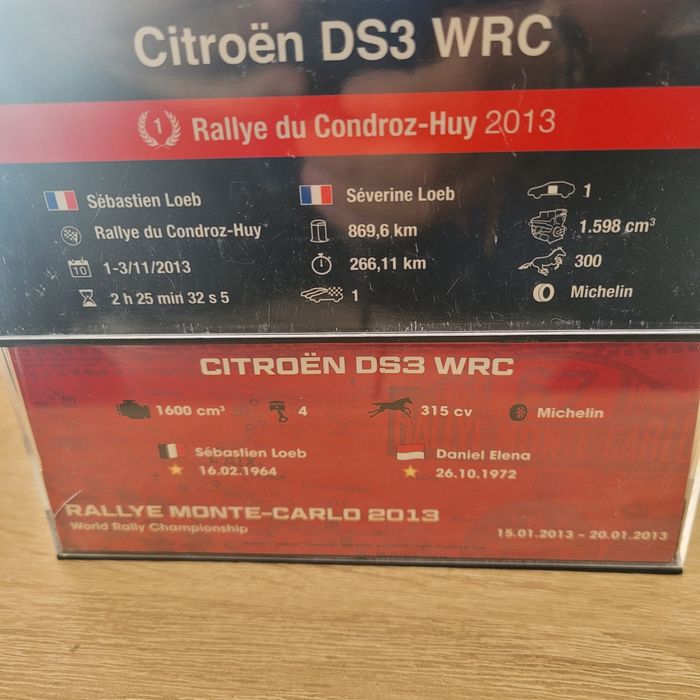 Citroën DS3 WRC
1 Rallye du Condroz-Huy 2013
Sébastien Loeb Séverine Loeb 1
Rallye du Condroz-Huy 869,6 km 1.598 cm³
10 1-3/11/2013 266,11 km 300
2 h 25 min 32 s 5 1 Michelin
CITROËN DS3 WRC
1600 cm³ 4 315 cv Michelin
Sébastien Loeb Daniel Elena
16.02.1964 26.10.1972
RALLYE MONTE-CARLO 2013
World Rally Championship 15.01.2013 – 20.01.2013